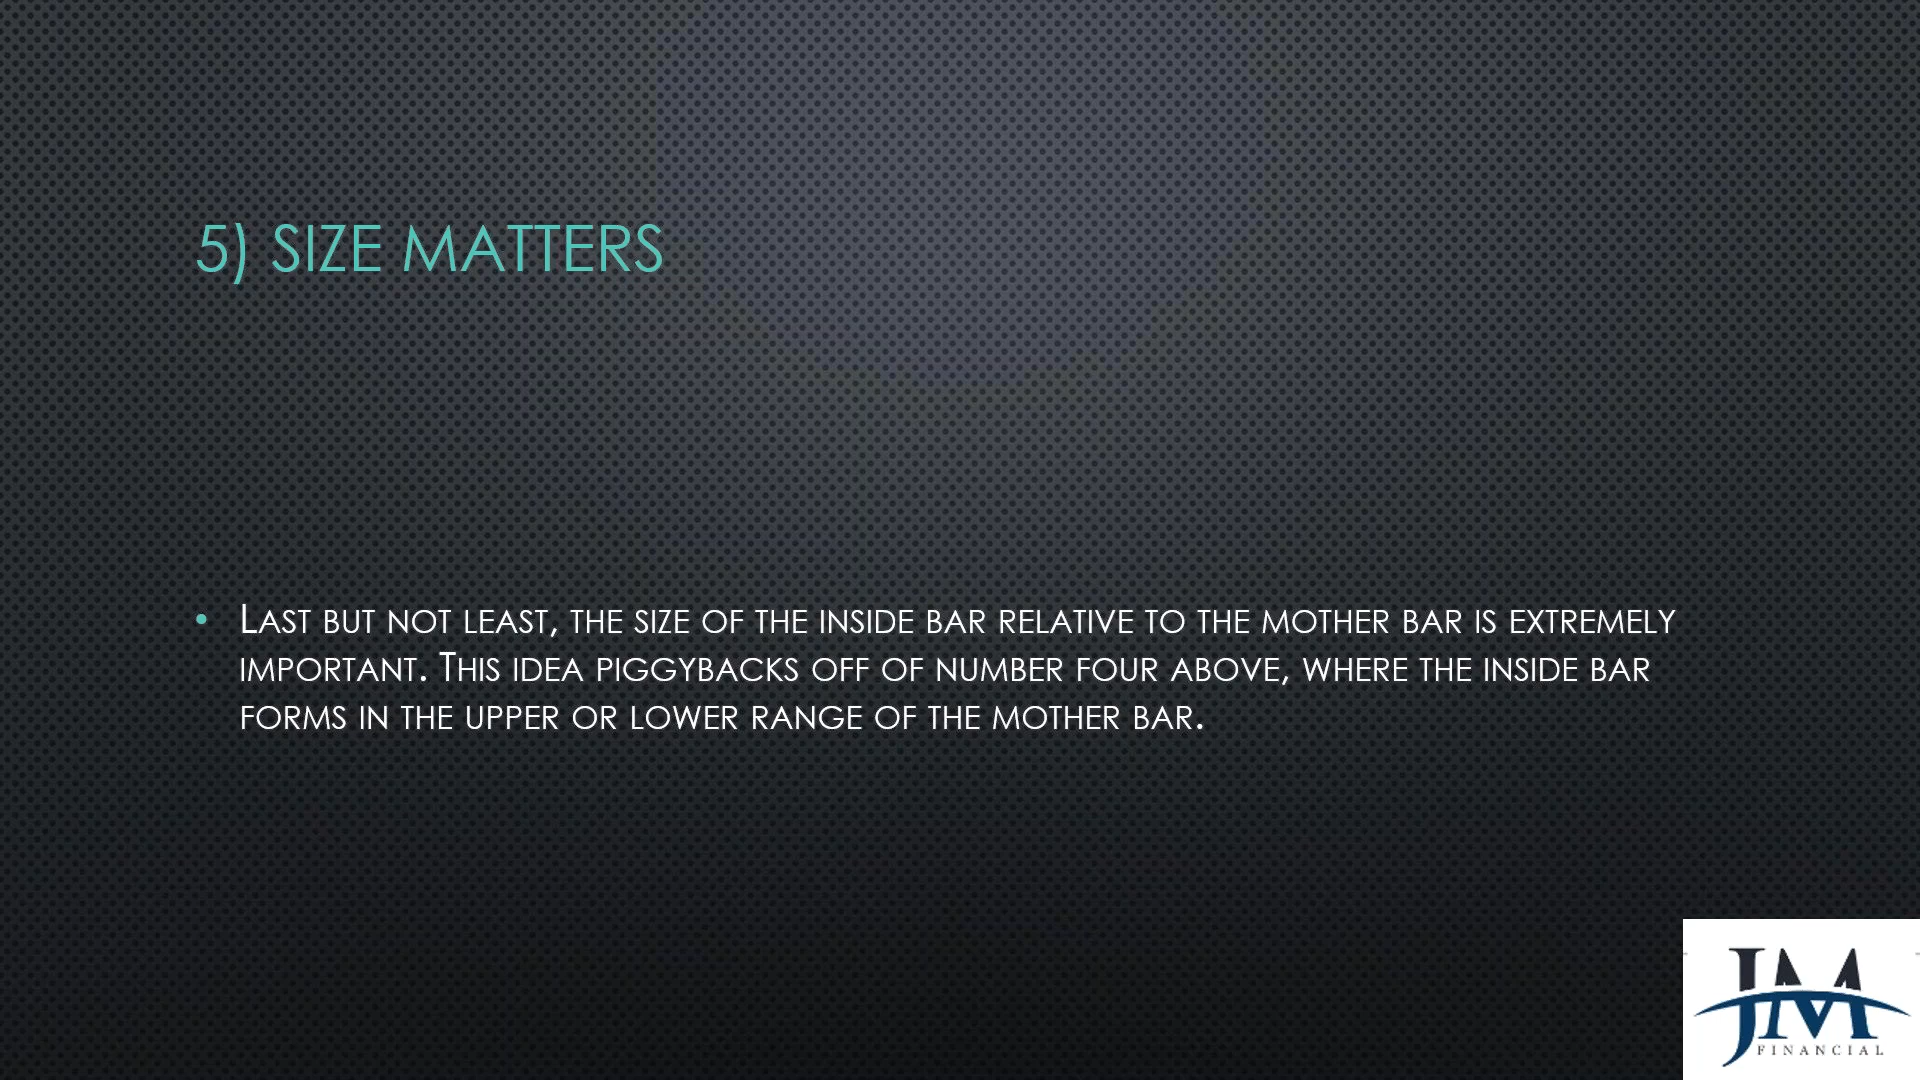 5) SIZE MATTERS
• LAST BUT NOT LEAST, THE SIZE OF THE INSIDE BAR RELATIVE TO THE MOTHER BAR IS EXTREMELY
IMPORTANT. THIS IDEA PIGGYBACKS OFF OF NUMBER FOUR ABOVE, WHERE THE INSIDE BAR
FORMS IN THE UPPER OR LOWER RANGE OF THE MOTHER BAR.
JM
FINANCIAL